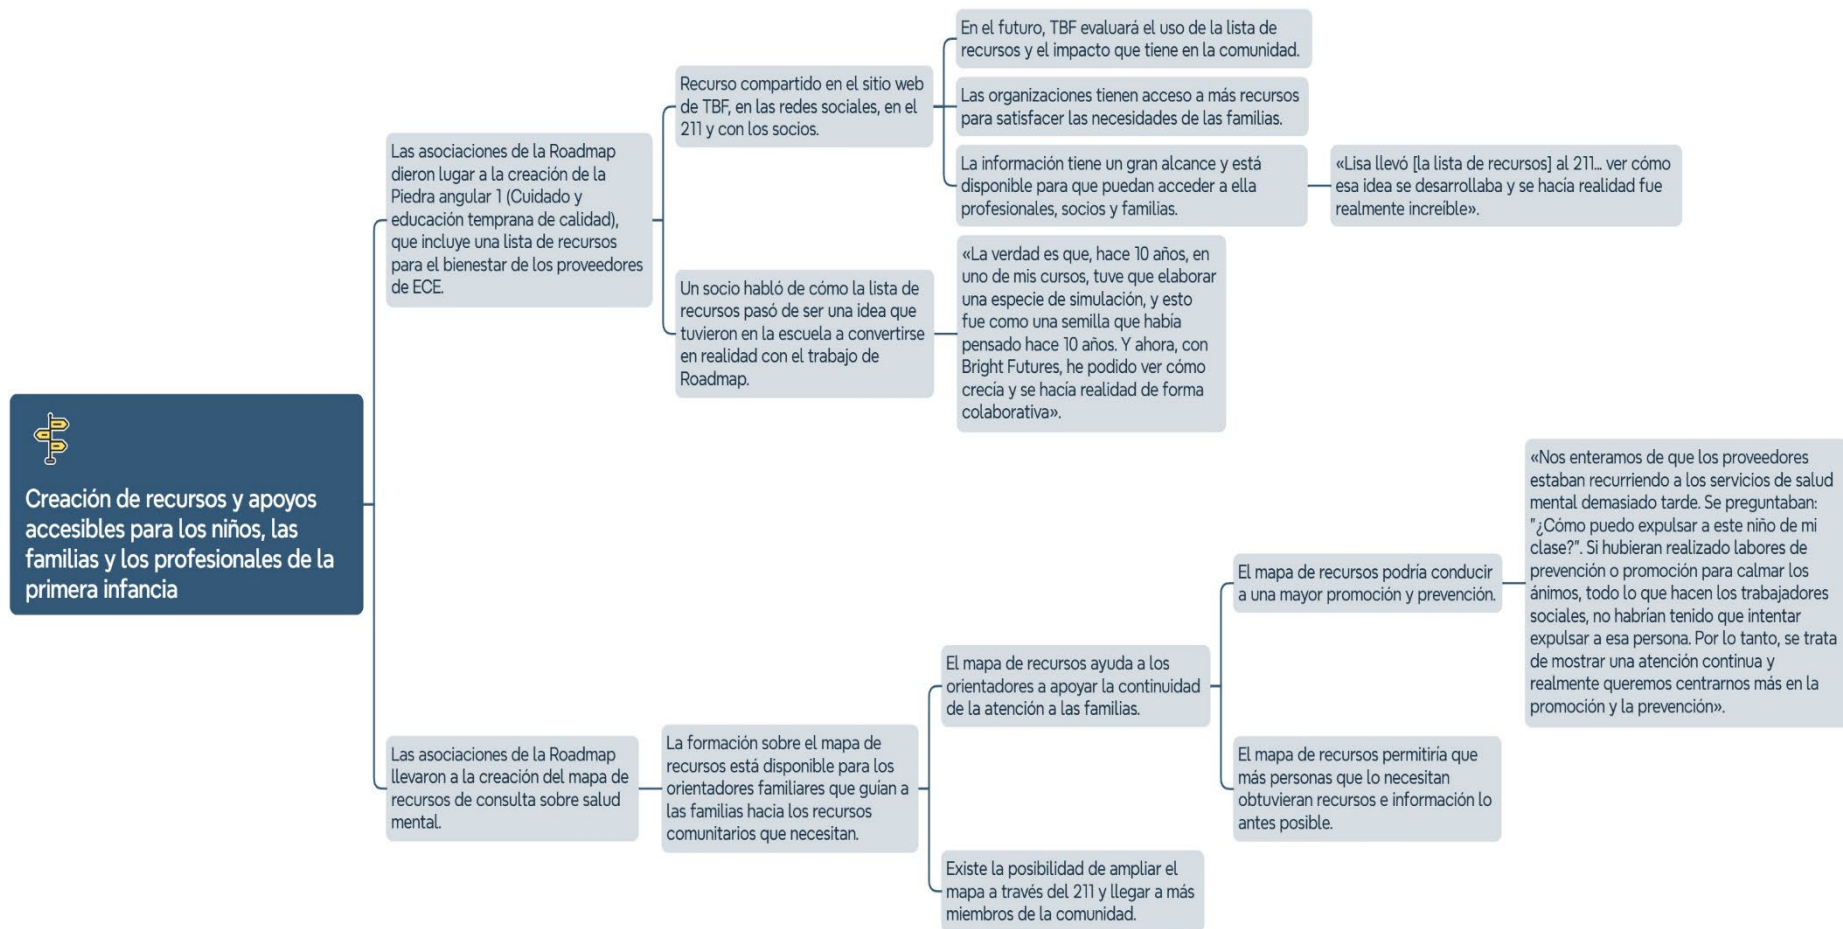 Creación de recursos y apoyos
accesibles para los niños, las
familias y los profesionales de la
primera infancia
Las asociaciones de la Roadmap
dieron lugar a la creación de la
Piedra angular 1 (Cuidado y
educación temprana de calidad),
que incluye una lista de recursos
para el bienestar de los proveedores
de ECE.
Recurso compartido en el sitio web
de TBF, en las redes sociales, en el
211 y con los socios.
En el futuro, TBF evaluará el uso de la lista de
recursos y el impacto que tiene en la comunidad.
Las organizaciones tienen acceso a más recursos
para satisfacer las necesidades de las familias.
La información tiene un gran alcance y está
disponible para que puedan acceder a ella
profesionales, socios y familias.
«Lisa llevó [la lista de recursos] al 211... ver cómo
esa idea se desarrollaba y se hacía realidad fue
realmente increíble».
Un socio habló de cómo la lista de
recursos pasó de ser una idea que
tuvieron en la escuela a convertirse
en realidad con el trabajo de
Roadmap.
«La verdad es que, hace 10 años, en
uno de mis cursos, tuve que elaborar
una especie de simulación, y esto
fue como una semilla que había
pensado hace 10 años. Y ahora, con
Bright Futures, he podido ver cómo
crecía y se hacía realidad de forma
colaborativa».
Las asociaciones de la Roadmap
llevaron a la creación del mapa de
recursos de consulta sobre salud
mental.
La formación sobre el mapa de
recursos está disponible para los
orientadores familiares que guían a
las familias hacia los recursos
comunitarios que necesitan.
El mapa de recursos ayuda a los
orientadores a apoyar la continuidad
de la atención a las familias.
El mapa de recursos podría conducir
a una mayor promoción y prevención.
«Nos enteramos de que los proveedores
estaban recurriendo a los servicios de salud
mental demasiado tarde. Se preguntaban:
"¿Cómo puedo expulsar a este niño de mi
clase?". Si hubieran realizado labores de
prevención o promoción para calmar los
ánimos, todo lo que hacen los trabajadores
sociales, no habrían tenido que intentar
expulsar a esa persona. Por lo tanto, se trata
de mostrar una atención continua y
realmente queremos centrarnos más en la
promoción y la prevención».
El mapa de recursos permitiría que
más personas que lo necesitan
obtuvieran recursos e información lo
antes posible.
Existe la posibilidad de ampliar el
mapa a través del 211 y llegar a más
miembros de la comunidad.